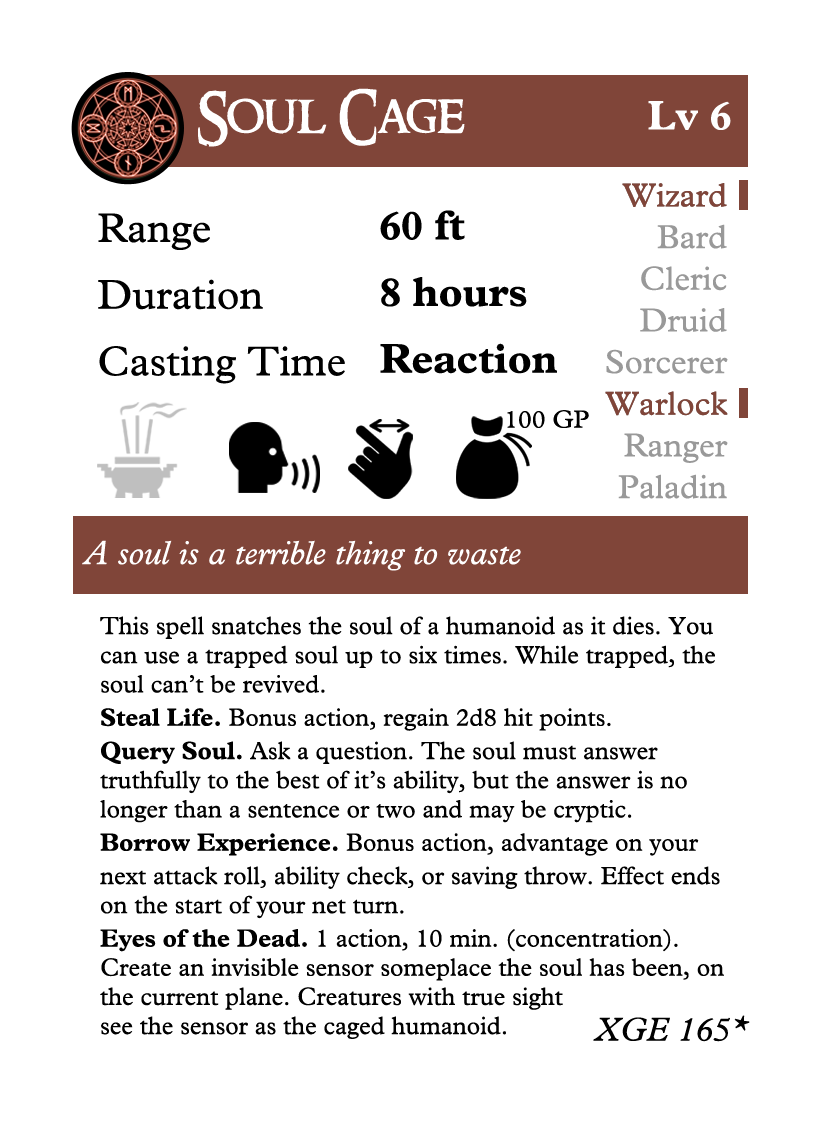 SOUL CAGE
Lv 6
Range 60 ft
Duration 8 hours
Casting Time Reaction
100 GP
Wizard
Bard
Cleric
Druid
Sorcerer
Warlock
Ranger
Paladin
A soul is a terrible thing to waste
This spell snatches the soul of a humanoid as it dies. You
can use a trapped soul up to six times. While trapped, the
soul can’t be revived.
Steal Life. Bonus action, regain 2d8 hit points.
Query Soul. Ask a question. The soul must answer
truthfully to the best of it’s ability, but the answer is no
longer than a sentence or two and may be cryptic.
Borrow Experience. Bonus action, advantage on your
next attack roll, ability check, or saving throw. Effect ends
on the start of your net turn.
Eyes of the Dead. 1 action, 10 min. (concentration).
Create an invisible sensor someplace the soul has been, on
the current plane. Creatures with true sight
see the sensor as the caged humanoid.
XGE 165*